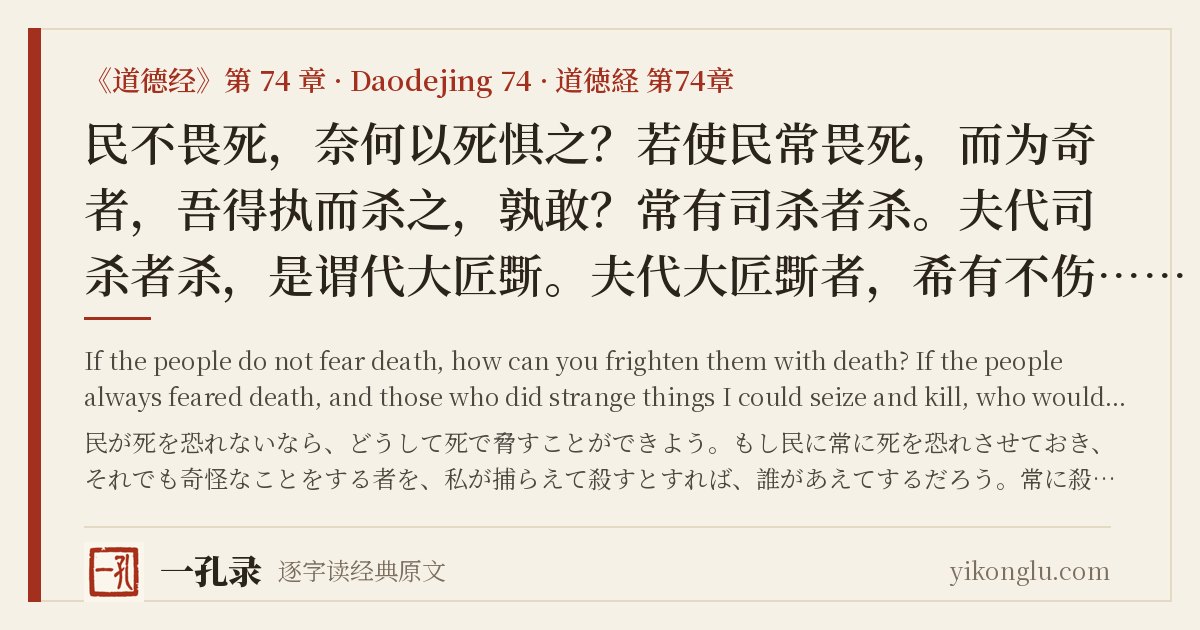 《道德经》第 74 章 · Daodejing 74 · 道徳経 第74章
民不畏死，奈何以死惧之？若使民常畏死，而为奇
者，吾得执而杀之，孰敢？常有司杀者杀。夫代司
杀者杀，是谓代大匠斲。夫代大匠斲者，希有不伤……
If the people do not fear death, how can you frighten them with death? If the people
always feared death, and those who did strange things I could seize and kill, who would...
民が死を恐れないなら、どうして死で脅すことができよう。もし民に常に死を恐れさせておき、
それでも奇怪なことをする者を、私が捕らえて殺すとすれば、誰があえてするだろう。常に殺…
一孔
一孔录 逐字读经典原文
yikonglu.com